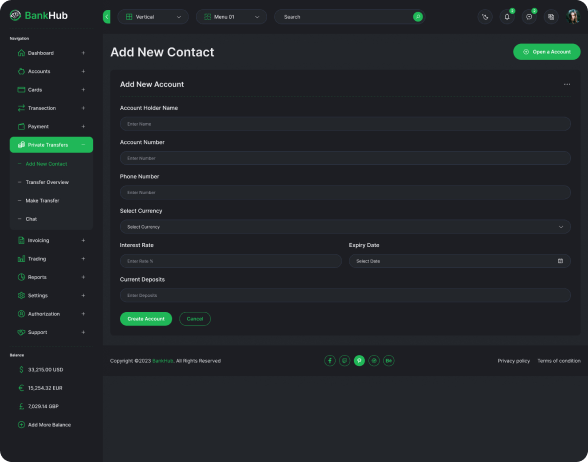 BankHub
Navigation
Dashboard
Accounts
Cards
Transection
Payment
Private Transfers
Add New Contact
Transfer Overview
Make Transfer
Chat
Invoicing
Trading
Reports
Settings
Authorization
Support
Balance
33,215.00 USD
15,254.32 EUR
7,029.14 GBP
Add More Balance
Vertical
Menu 01
Search
Add New Contact
Open a Account
Add New Account
Account Holder Name
Enter Name
Account Number
Enter Number
Phone Number
Enter Number
Select Currency
Select Currency
Interest Rate
Expiry Date
Enter Rate %
Select Date
Current Deposits
Enter Deposits
Create Account
Cancel
Copyright ©2023 BankHub. All Rights Reserved
Bē
Privacy policy
Terms of condition